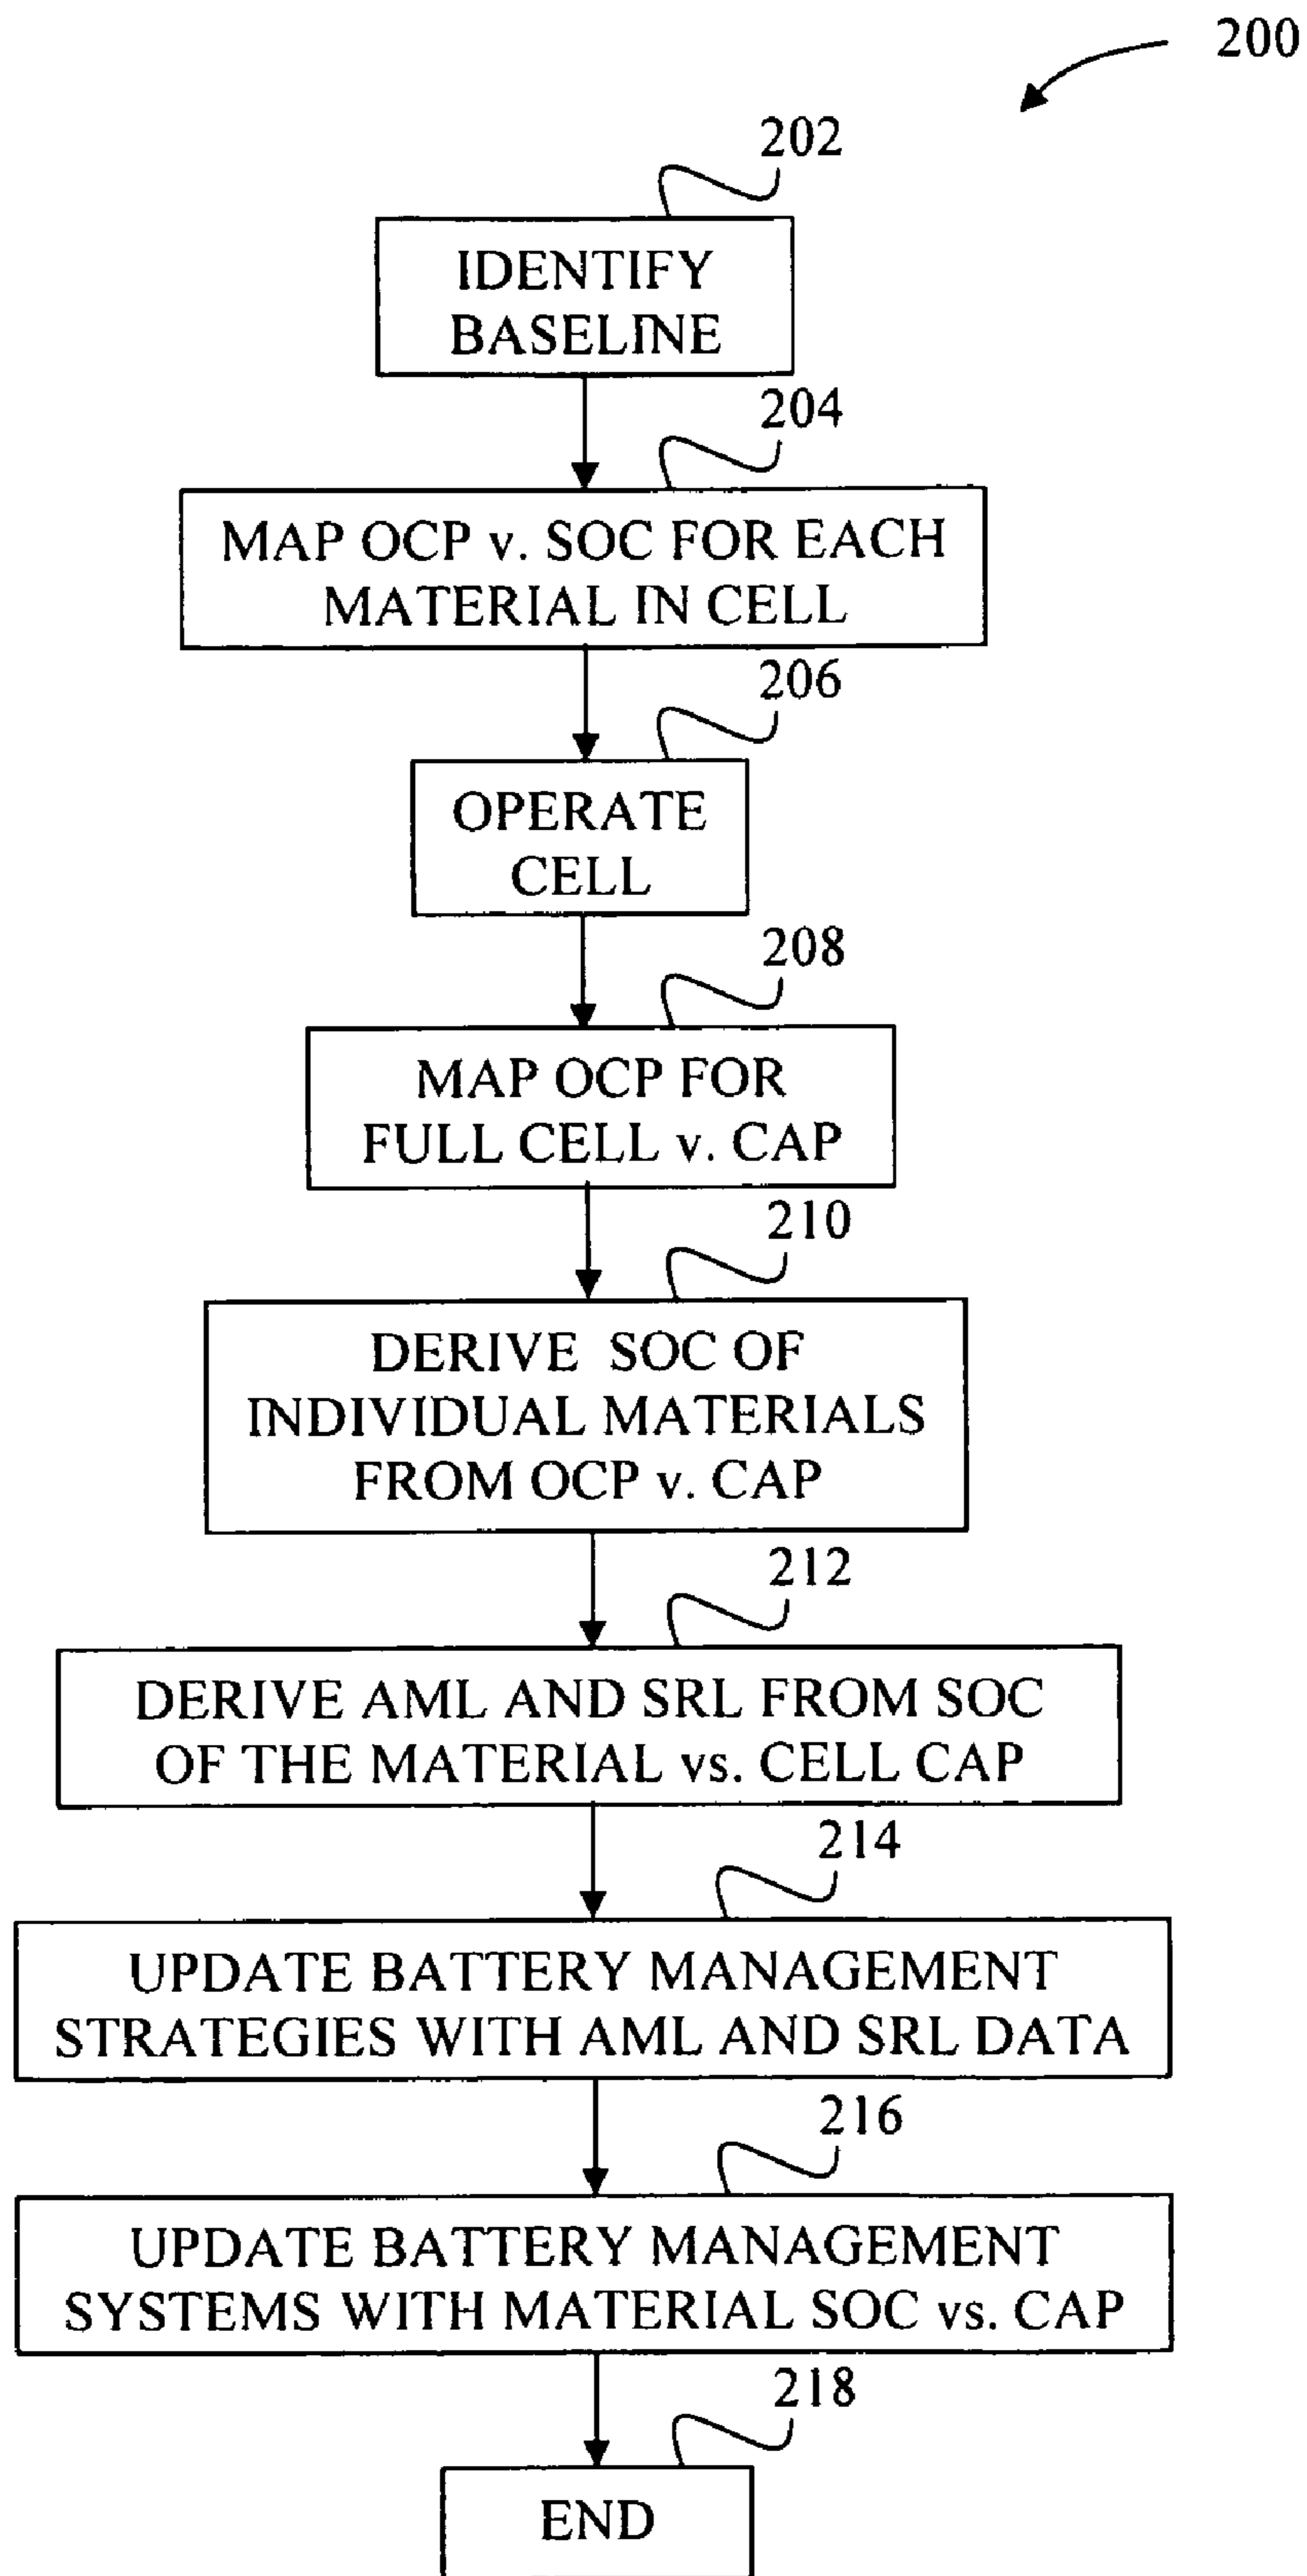 200
202
IDENTIFY
BASELINE
204
MAP OCP v. SOC FOR EACH
MATERIAL IN CELL
206
OPERATE
CELL
208
MAP OCP FOR
FULL CELL v. CAP
210
DERIVE SOC OF
INDIVIDUAL MATERIALS
FROM OCP v. CAP
212
DERIVE AML AND SRL FROM SOC
OF THE MATERIAL vs. CELL CAP
214
UPDATE BATTERY MANAGEMENT
STRATEGIES WITH AML AND SRL DATA
216
UPDATE BATTERY MANAGEMENT
SYSTEMS WITH MATERIAL SOC vs. CAP
218
END